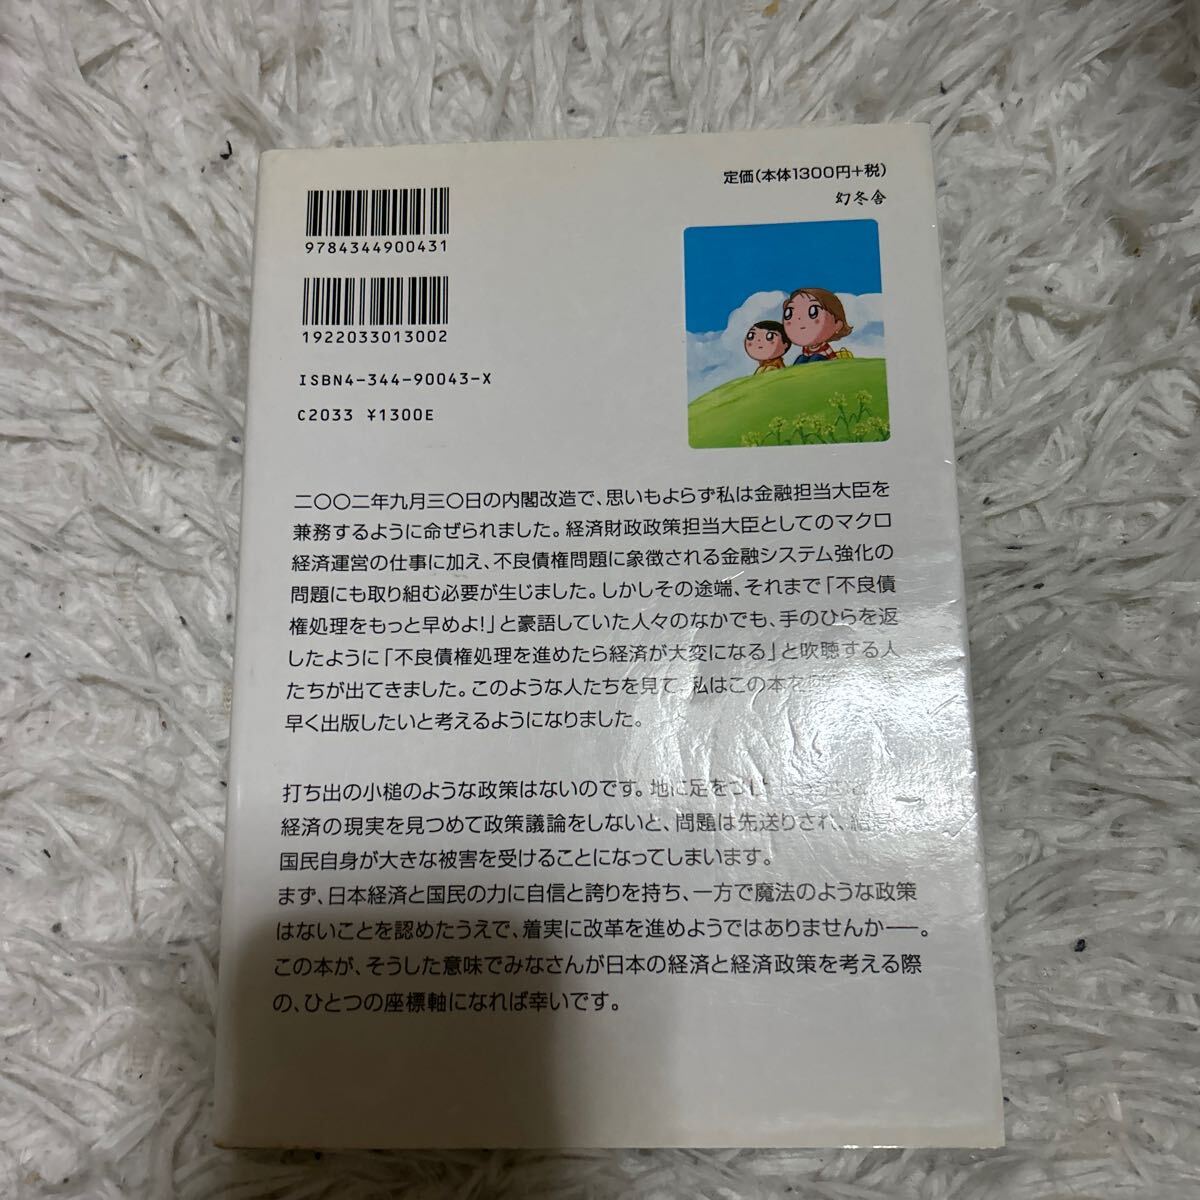 定価(本体1300円+税)
幻冬舎
9784344900431
1922033013002
ISBN4-344-90043-X
C2033 ¥1300E
二〇〇二年九月三〇日の内閣改造で、思いもよらず私は金融担当大臣を
兼務するように命ぜられました。経済財政政策担当大臣としてのマクロ
経済運営の仕事に加え、不良債権問題に象徴される金融システム強化の
問題にも取り組む必要が生じました。しかしその途端、それまで「不良債
権処理をもっと早めよ!」と豪語していた人々のなかでも、手のひらを返
したように「不良債権処理を進めたら経済が大変になる」と吹聴する人
たちが出てきました。このような人たちを見て、私はこの本を
早く出版したいと考えるようになりました。
打ち出の小槌のような政策はないのです。地に足をつけ
経済の現実を見つめて政策議論をしないと、問題は先送りされ、結局
国民自身が大きな被害を受けることになってしまいます。
まず、日本経済と国民の力に自信と誇りを持ち、一方で魔法のような政策
はないことを認めたうえで、着実に改革を進めようではありませんか──。
この本が、そうした意味でみなさんが日本の経済と経済政策を考える際
の、ひとつの座標軸になれば幸いです。